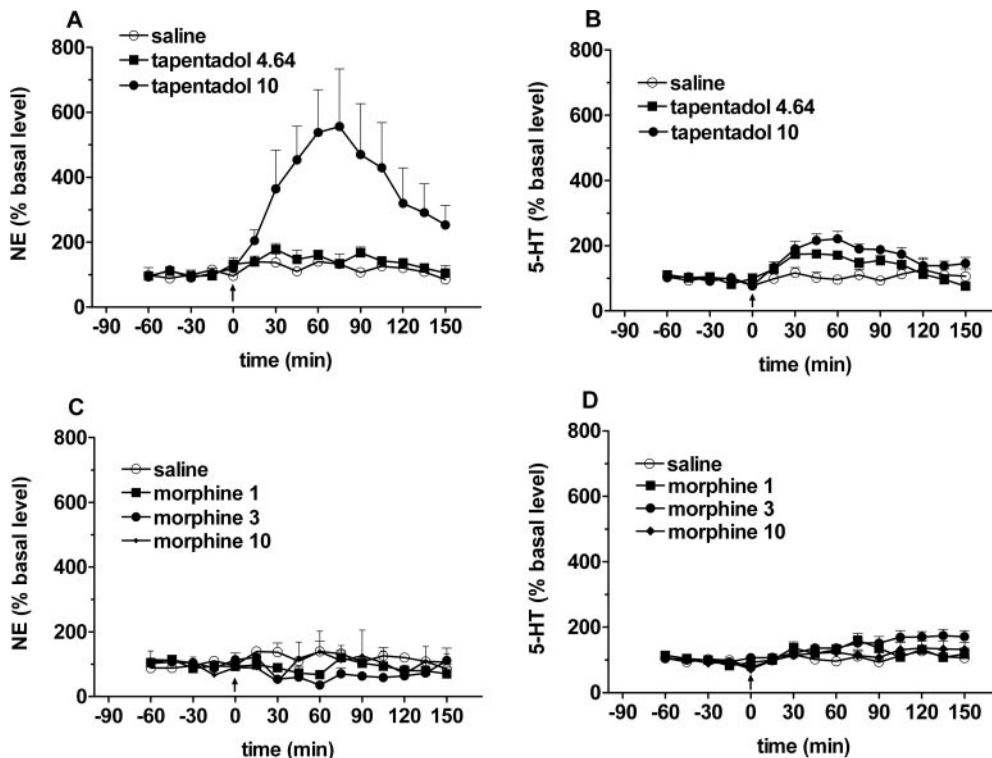 A
saline
tapentadol 4.64
tapentadol 10
NE (% basal level)
800
600
400
200
0
-90 -60 -30 0 30 60 90 120 150
time (min)
B
saline
tapentadol 4.64
tapentadol 10
5-HT (% basal level)
800
600
400
200
0
-90 -60 -30 0 30 60 90 120 150
time (min)
C
saline
morphine 1
morphine 3
morphine 10
NE (% basal level)
800
600
400
200
0
-90 -60 -30 0 30 60 90 120 150
time (min)
D
saline
morphine 1
morphine 3
morphine 10
5-HT (% basal level)
800
600
400
200
0
-90 -60 -30 0 30 60 90 120 150
time (min)